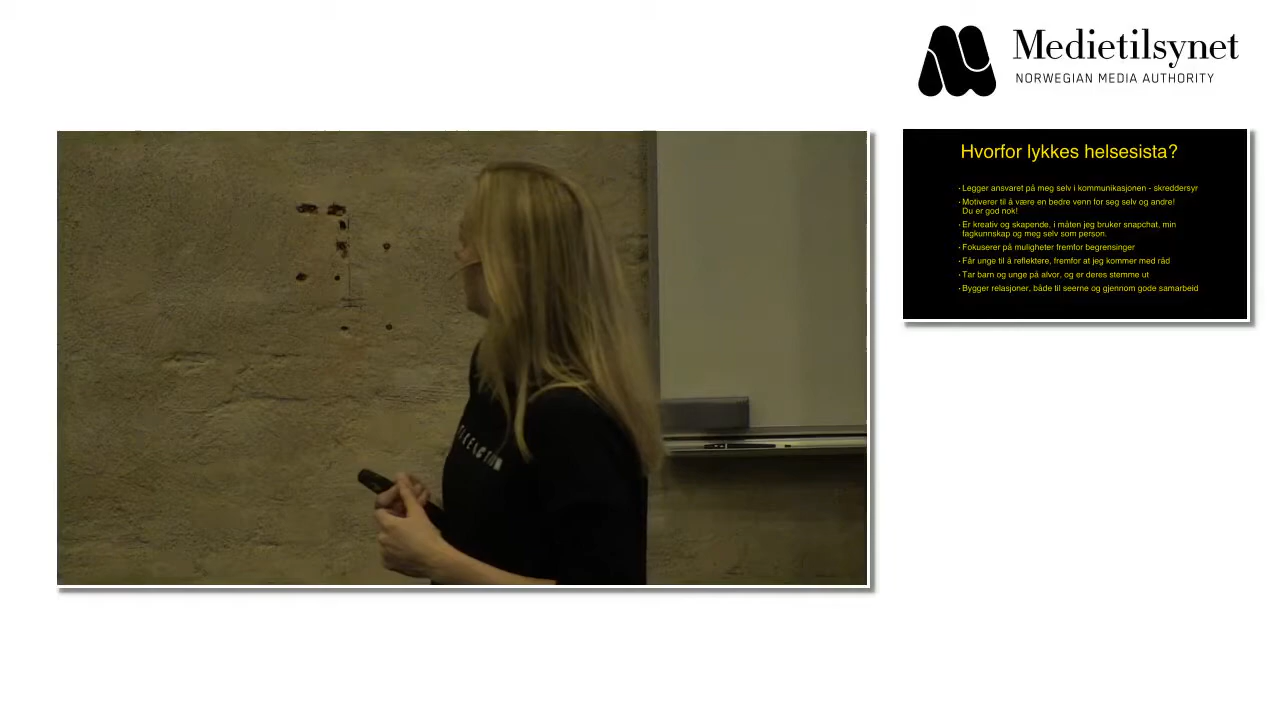 Medietilsynet
NORWEGIAN MEDIA AUTHORITY
Hvorfor lykkes helsesista?
· Legger ansvaret på meg selv i kommunikasjonen - skreddersyr
· Motiverer til å være en bedre venn for seg selv og andre!
Du er god nok!
· Er kreativ og skapende, i måten jeg bruker snapchat, min
fagkunnskap og meg selv som person.
· Fokuserer på muligheter fremfor begrensinger
· Får unge til å reflektere, fremfor at jeg kommer med råd
· Tar barn og unge på alvor, og er deres stemme ut
· Bygger relasjoner, både til seerne og gjennom gode samarbeid